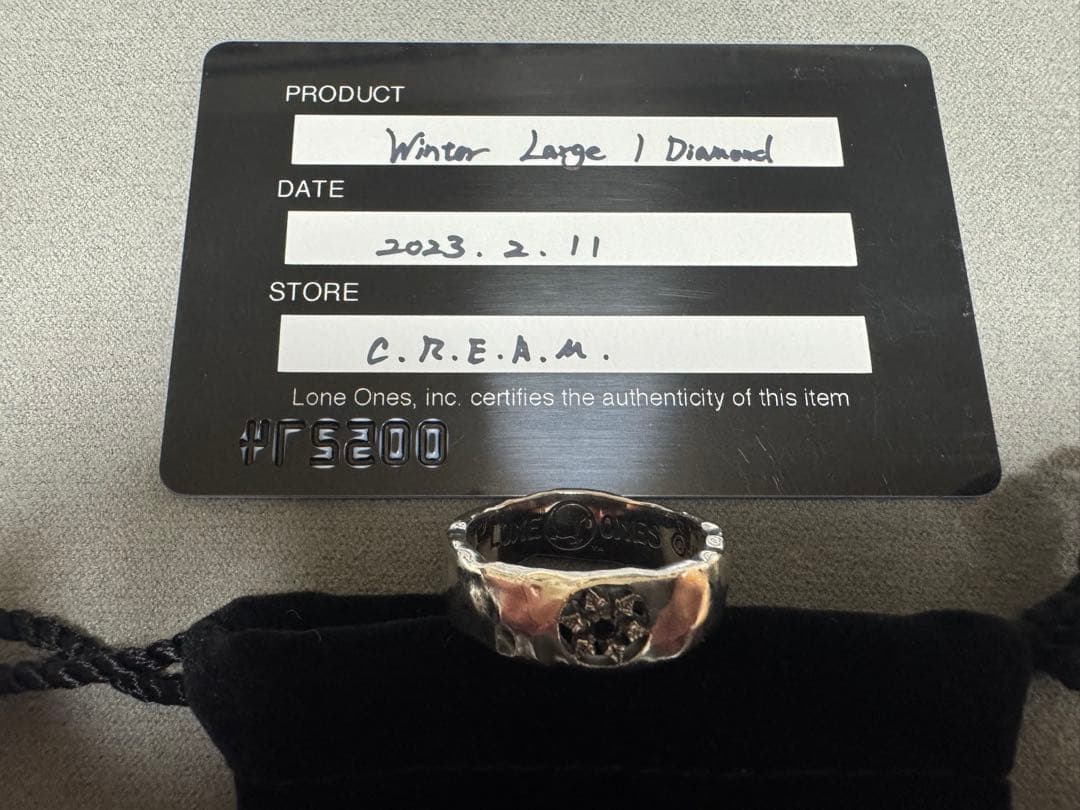 PRODUCT
Winter Large 1 Diamond
DATE
2023.2.11
STORE
C.R.E.A.M.
Lone Ones, inc. certifies the authenticity of this item
LONE ONES